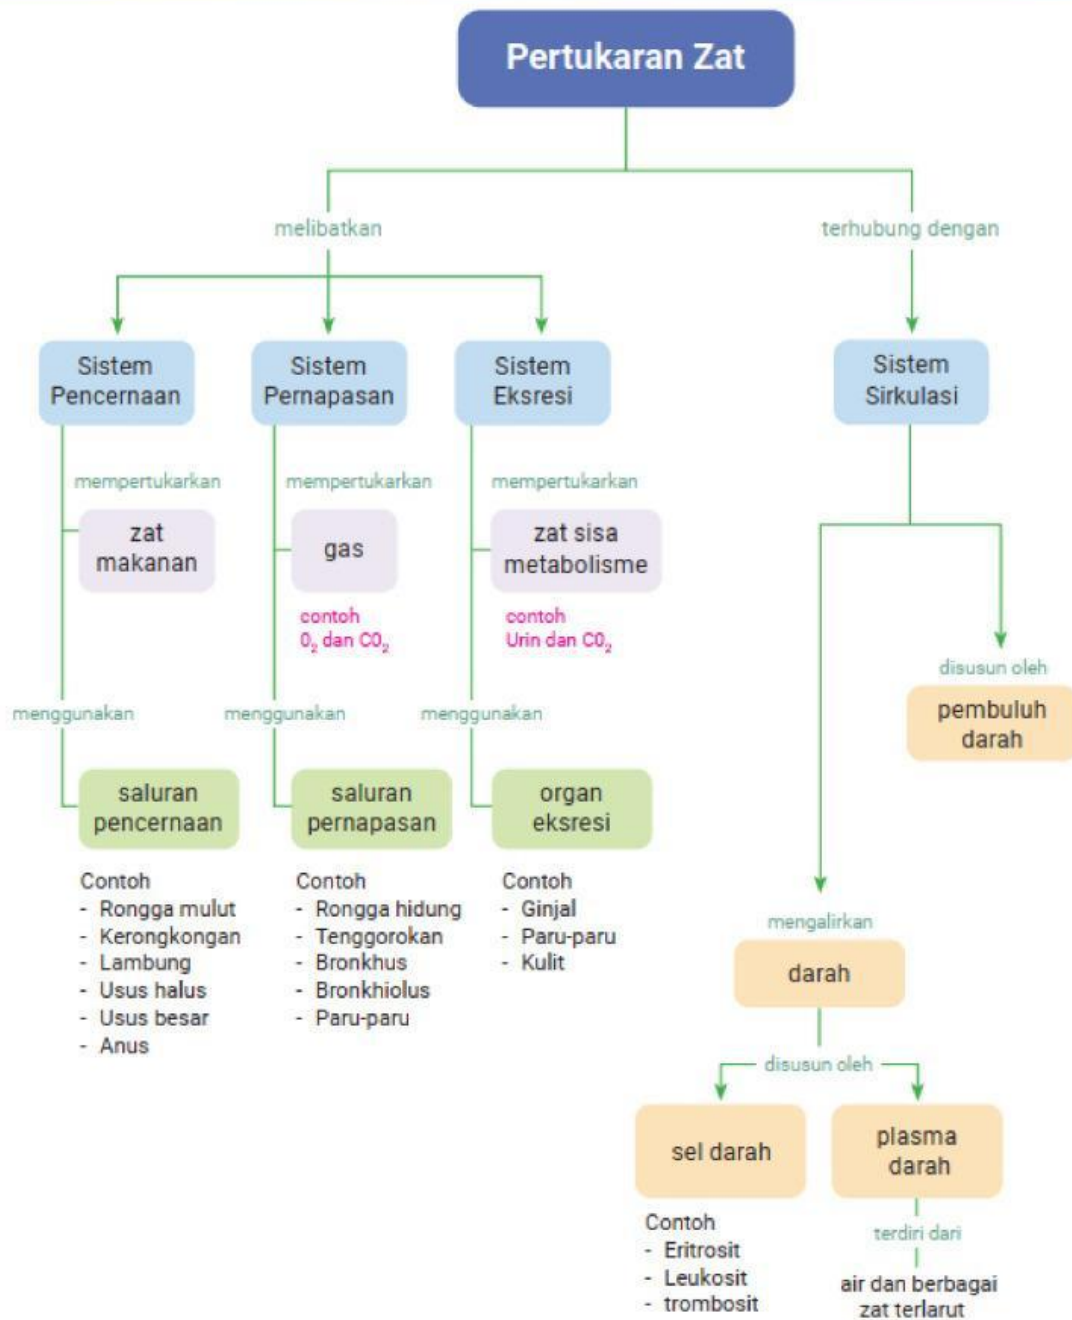 Pertukaran Zat
melibatkan
terhubung dengan
Sistem
Pencernaan
Sistem
Pernapasan
Sistem
Eksresi
Sistem
Sirkulasi
mempertukarkan
mempertukarkan
mempertukarkan
zat
makanan
gas
zat sisa
metabolisme
contoh
O₂ dan CO₂
contoh
Urin dan CO₂
disusun oleh
pembuluh
darah
menggunakan
menggunakan
menggunakan
saluran
pencernaan
saluran
pernapasan
organ
eksresi
Contoh
- Rongga mulut
- Kerongkongan
- Lambung
- Usus halus
- Usus besar
- Anus
Contoh
- Rongga hidung
- Tenggorokan
- Bronkhus
- Bronkhiolus
- Paru-paru
Contoh
- Ginjal
- Paru-paru
- Kulit
mengalirkan
darah
disusun oleh
sel darah
plasma
darah
Contoh
- Eritrosit
- Leukosit
- trombosit
terdiri dari
air dan berbagai
zat terlarut